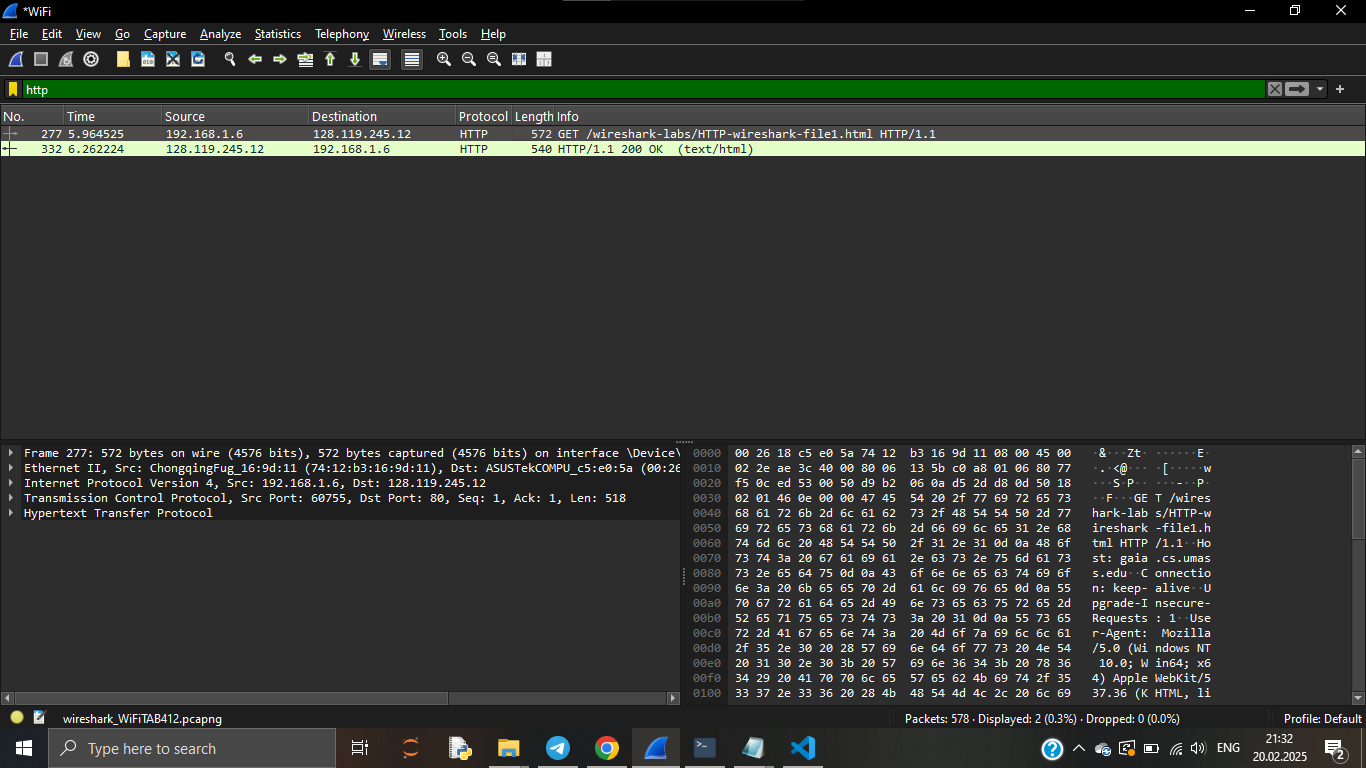 *WiFi
File Edit View Go Capture Analyze Statistics Telephony Wireless Tools Help
http
No. Time Source Destination Protocol Length Info
277 5.964525 192.168.1.6 128.119.245.12 HTTP 572 GET /wireshark-labs/HTTP-wireshark-file1.html HTTP/1.1
332 6.262224 128.119.245.12 192.168.1.6 HTTP 540 HTTP/1.1 200 OK (text/html)
Frame 277: 572 bytes on wire (4576 bits), 572 bytes captured (4576 bits) on interface \Device\
Ethernet II, Src: ChongqingFug_16:9d:11 (74:12:b3:16:9d:11), Dst: ASUSTekCOMPU_c5:e0:5a (00:26
Internet Protocol Version 4, Src: 192.168.1.6, Dst: 128.119.245.12
Transmission Control Protocol, Src Port: 60755, Dst Port: 80, Seq: 1, Ack: 1, Len: 518
Hypertext Transfer Protocol
0000 00 26 18 c5 e0 5a 74 12 b3 16 9d 11 08 00 45 00 ·&···Zt· ······E·
0010 02 2e ae 3c 40 00 80 06 13 5b c0 a8 01 06 80 77 ·.·<@··· ·[·····w
0020 f5 0c ed 53 00 50 d9 b2 06 0a d5 2d d8 0d 50 18 ···S·P·· ···-··P·
0030 02 01 46 0e 00 00 47 45 54 20 2f 77 69 72 65 73 ··F···GE T /wires
0040 68 61 72 6b 2d 6c 61 62 73 2f 48 54 54 50 2d 77 hark-lab s/HTTP-w
0050 69 72 65 73 68 61 72 6b 2d 66 69 6c 65 31 2e 68 ireshark -file1.h
0060 74 6d 6c 20 48 54 54 50 2f 31 2e 31 0d 0a 48 6f tml HTTP /1.1··Ho
0070 73 74 3a 20 67 61 69 61 2e 63 73 2e 75 6d 61 73 st: gaia .cs.umas
0080 73 2e 65 64 75 0d 0a 43 6f 6e 6e 65 63 74 69 6f s.edu··C onnectio
0090 6e 3a 20 6b 65 65 70 2d 61 6c 69 76 65 0d 0a 55 n: keep- alive··U
00a0 70 67 72 61 64 65 2d 49 6e 73 65 63 75 72 65 2d pgrade-I nsecure-
00b0 52 65 71 75 65 73 74 73 3a 20 31 0d 0a 55 73 65 Requests : 1··Use
00c0 72 2d 41 67 65 6e 74 3a 20 4d 6f 7a 69 6c 6c 61 r-Agent: Mozilla
00d0 2f 35 2e 30 20 28 57 69 6e 64 6f 77 73 20 4e 54 /5.0 (Wi ndows NT
00e0 20 31 30 2e 30 3b 20 57 69 6e 36 34 3b 20 78 36 10.0; W in64; x6
00f0 34 29 20 41 70 70 6c 65 57 65 62 4b 69 74 2f 35 4) Apple WebKit/5
0100 33 37 2e 33 36 20 28 4b 48 54 4d 4c 2c 20 6c 69 37.36 (K HTML, li
wireshark_WiFiTAB412.pcapng Packets: 578 · Displayed: 2 (0.3%) · Dropped: 0 (0.0%) Profile: Default
Type here to search
ENG
21:32
20.02.2025
2